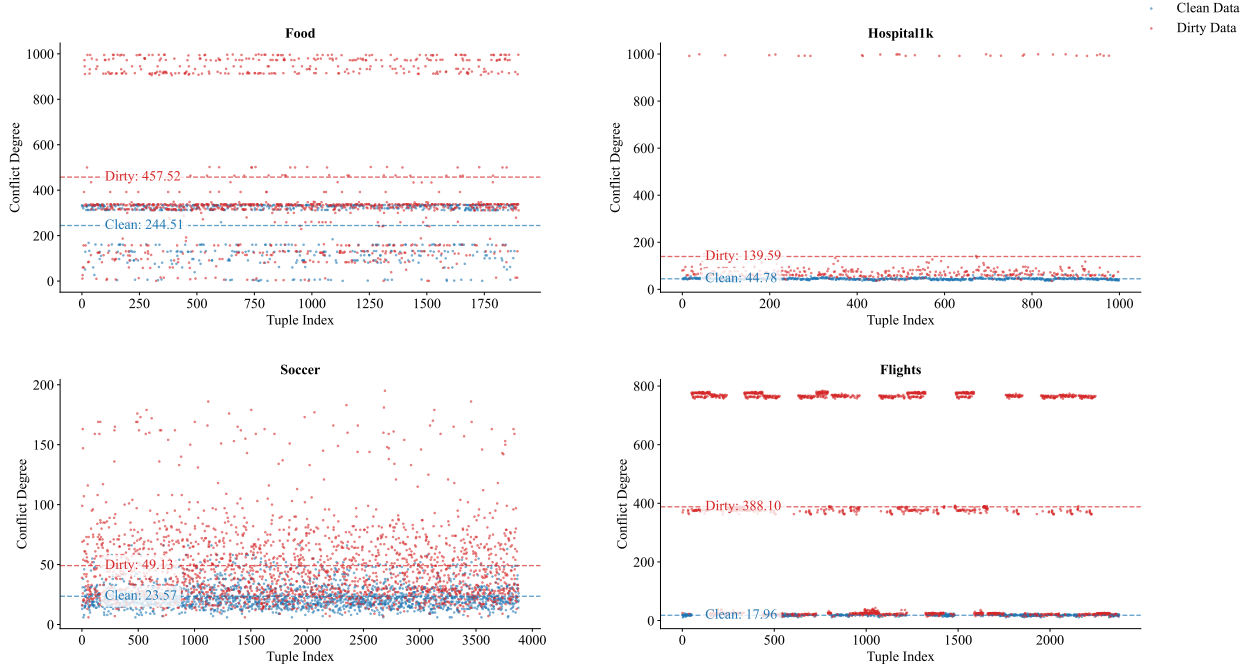 Clean Data
Dirty Data
Food
1000
800
600
400
200
0
Conflict Degree
Dirty: 457.52
Clean: 244.51
0 250 500 750 1000 1250 1500 1750
Tuple Index
Hospital1k
1000
800
600
400
200
0
Conflict Degree
Dirty: 139.59
Clean: 44.78
0 200 400 600 800 1000
Tuple Index
Soccer
200
150
100
50
0
Conflict Degree
Dirty: 49.13
Clean: 23.57
0 500 1000 1500 2000 2500 3000 3500 4000
Tuple Index
Flights
800
600
400
200
0
Conflict Degree
Dirty: 388.10
Clean: 17.96
0 500 1000 1500 2000
Tuple Index